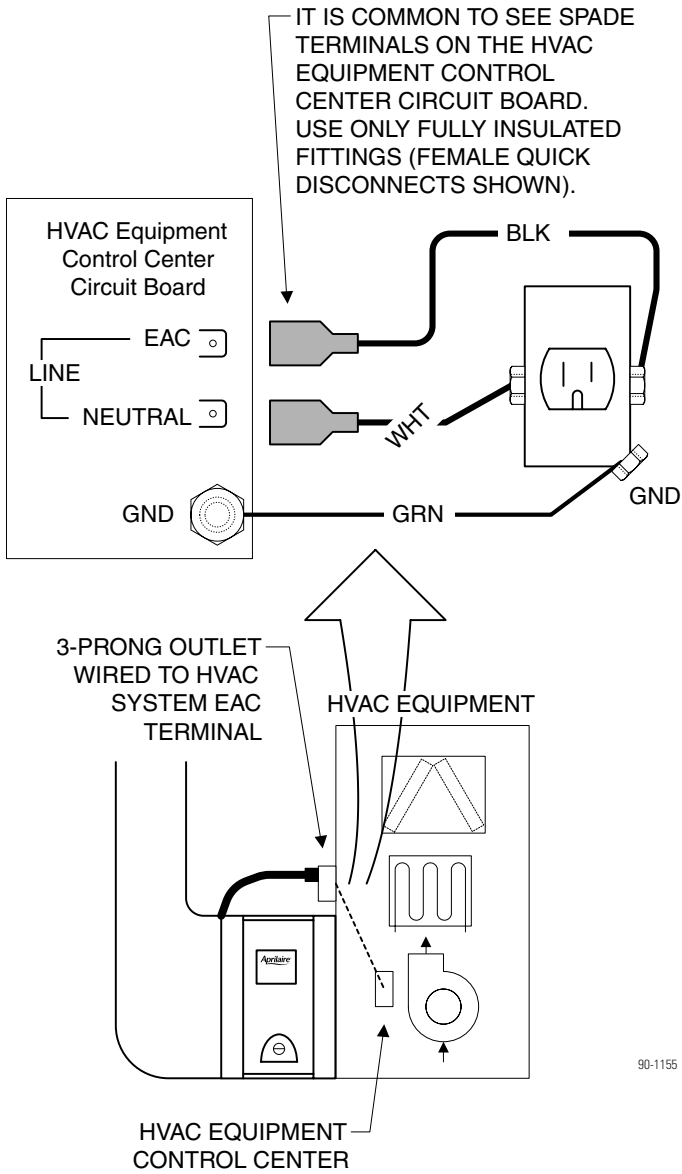 IT IS COMMON TO SEE SPADE
TERMINALS ON THE HVAC
EQUIPMENT CONTROL
CENTER CIRCUIT BOARD.
USE ONLY FULLY INSULATED
FITTINGS (FEMALE QUICK
DISCONNECTS SHOWN).
HVAC Equipment
Control Center
Circuit Board
BLK
EAC
LINE
NEUTRAL
WHT
GND
GRN
GND
3-PRONG OUTLET
WIRED TO HVAC
SYSTEM EAC
TERMINAL
HVAC EQUIPMENT
Aprilaire
90-1155
HVAC EQUIPMENT
CONTROL CENTER